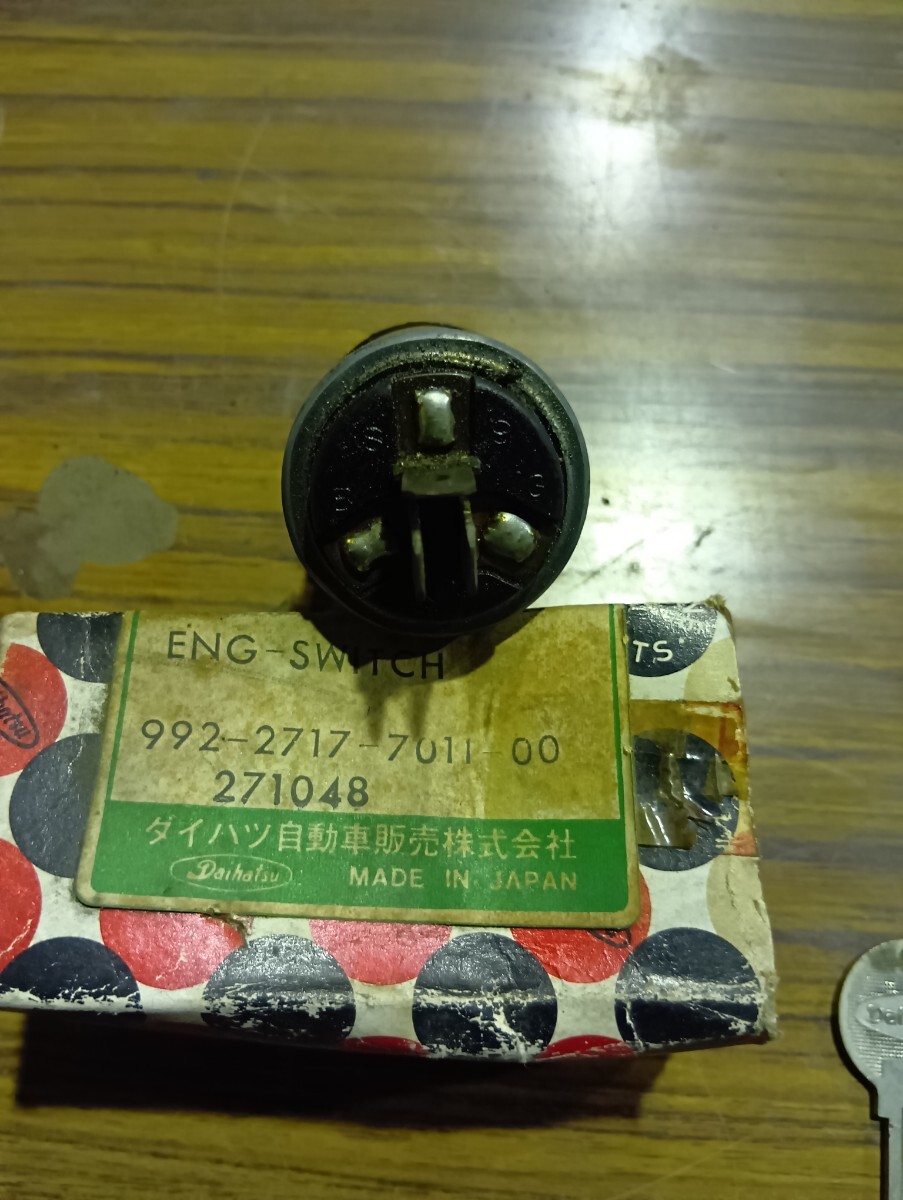 TS
ENG-SWITCH
992-2717-7011-00
271048
ダイハツ自動車販売株式会社
Daihatsu MADE IN JAPAN